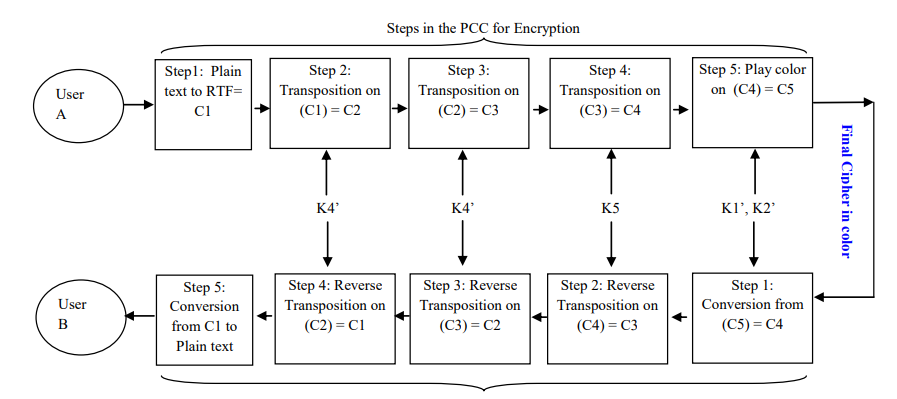 Steps in the PCC for Encryption
User
A
Step1: Plain
text to RTF=
C1
Step 2:
Transposition on
(C1) = C2
Step 3:
Transposition on
(C2) = C3
Step 4:
Transposition on
(C3) = C4
Step 5: Play color
on (C4) = C5
Final Cipher in color
K4’
K4’
K5
K1’, K2’
User
B
Step 5:
Conversion
from C1 to
Plain text
Step 4: Reverse
Transposition on
(C2) = C1
Step 3: Reverse
Transposition on
(C3) = C2
Step 2: Reverse
Transposition on
(C4) = C3
Step 1:
Conversion from
(C5) = C4